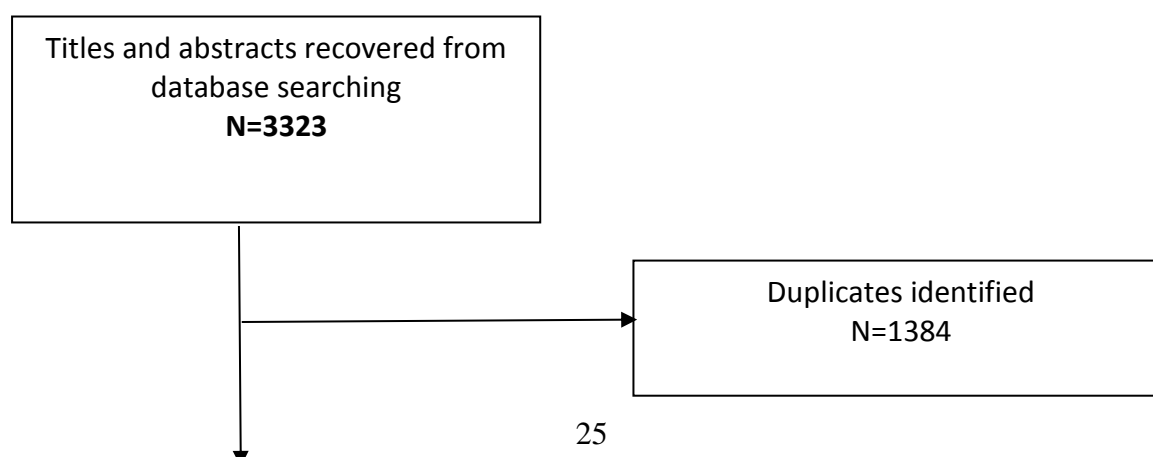 Titles and abstracts recovered from
database searching
N=3323
Duplicates identified
N=1384
25